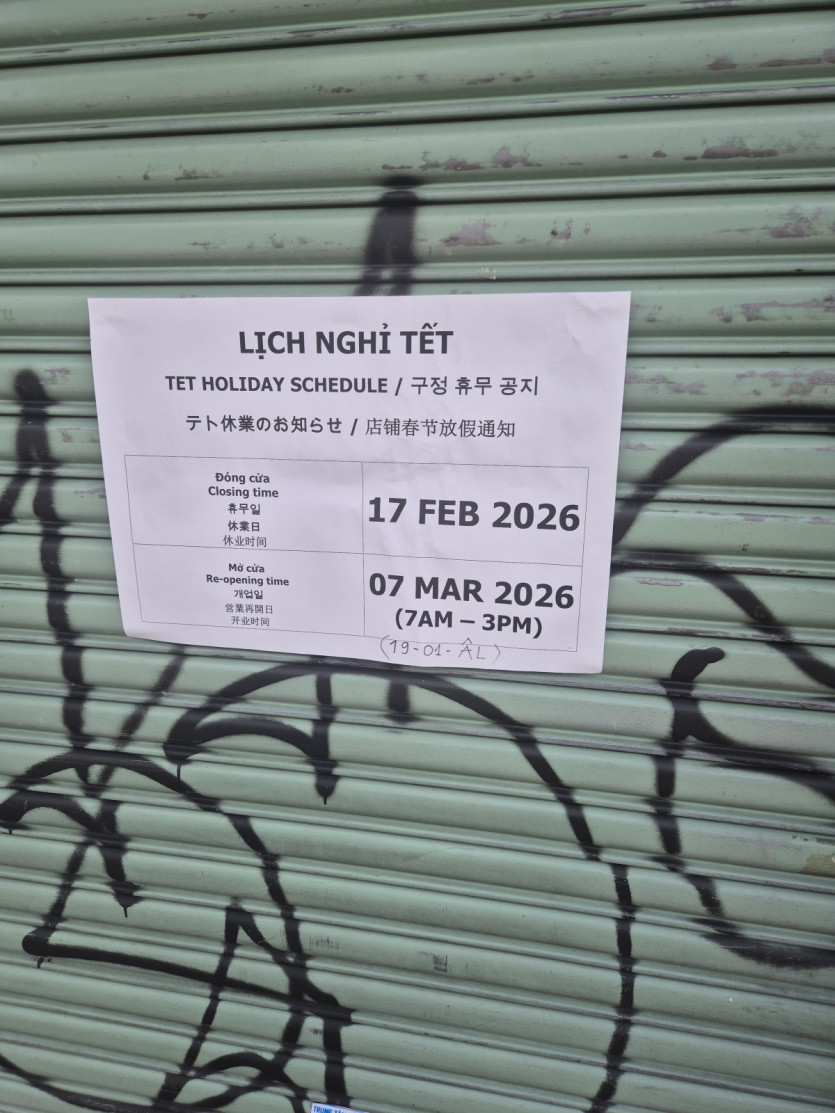 LỊCH NGHỈ TẾT
TET HOLIDAY SCHEDULE / 구정 휴무 공지
テト休業のお知らせ / 店铺春节放假通知
Đóng cửa
Closing time
휴무일
休業日
休业时间
17 FEB 2026
Mở cửa
Re-opening time
개업일
営業再開日
开业时间
07 MAR 2026
(7AM – 3PM)
(19-01-ÂL)